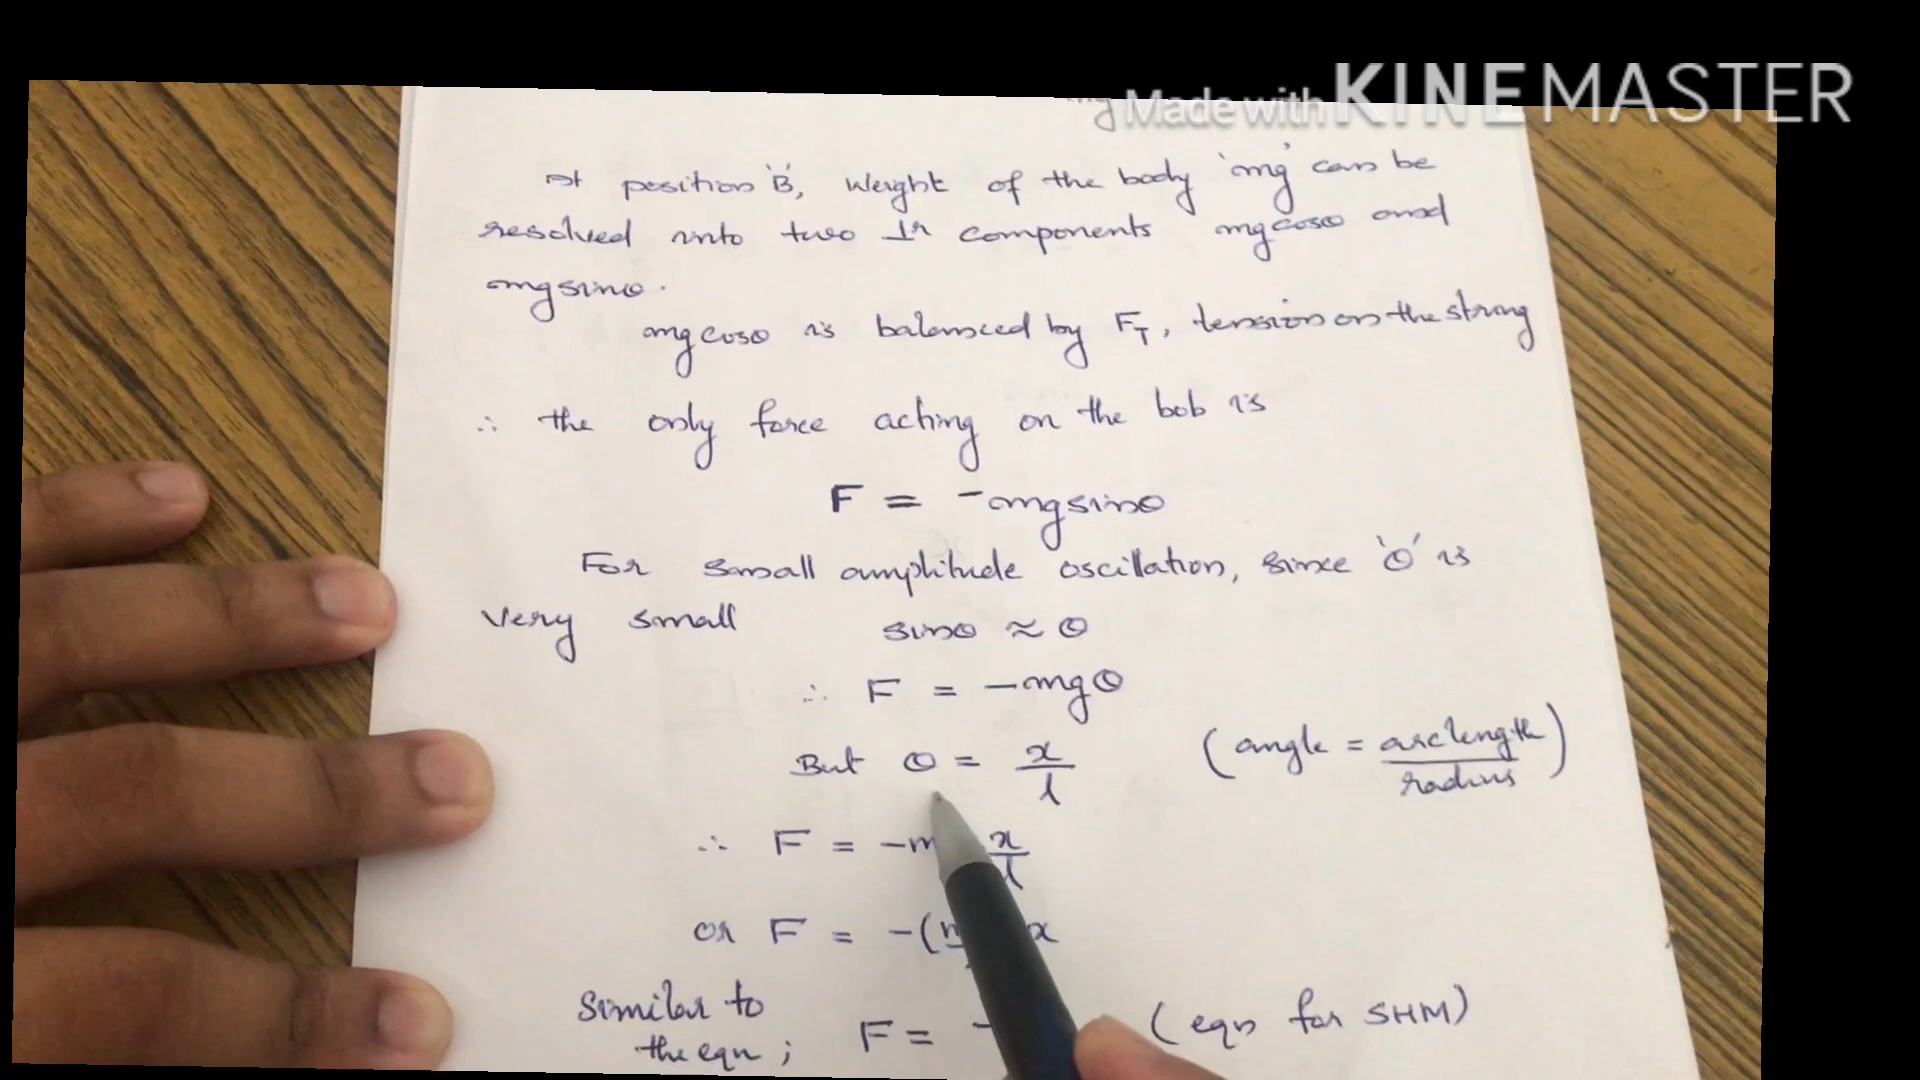 Made with KINEMASTER
At position 'B', Weight of the body 'mg' can be
resolved into two ⊥r components mgcosθ and
mgsinθ.
mgcosθ is balanced by F_T, tension on the string
∴ the only force acting on the bob is
F = -mgsinθ
For small amplitude oscillation, since 'θ' is
very small sinθ ≈ θ
∴ F = -mgθ
But θ = x/l (angle = arc length/radius)
∴ F = -m x/l
or F = -(m x
Similar to
the eqn; F = - (eqn for SHM)